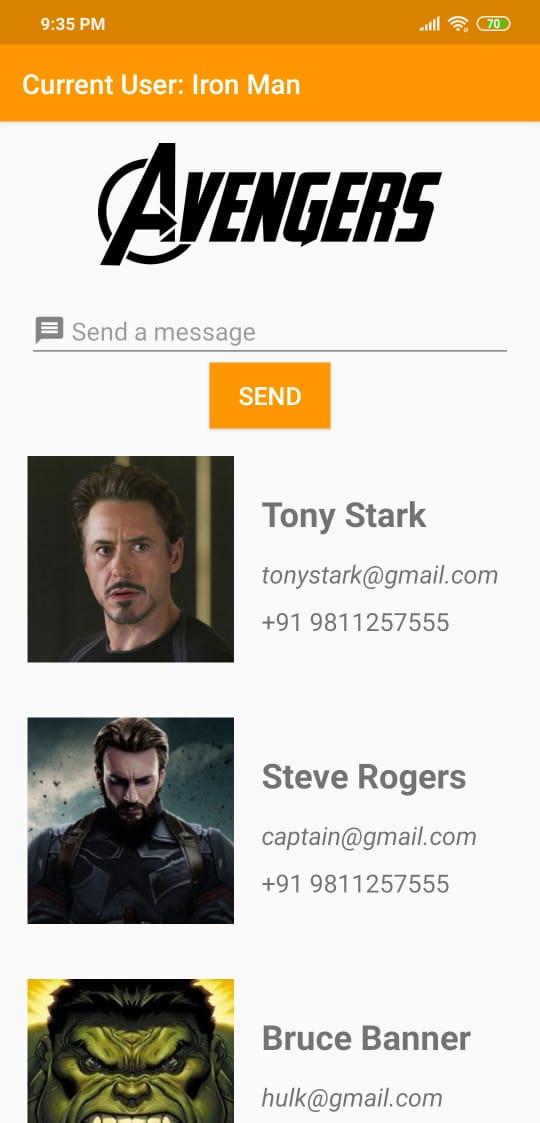 9:35 PM
70
Current User: Iron Man
AVENGERS
Send a message
SEND
Tony Stark
tonystark@gmail.com
+91 9811257555
Steve Rogers
captain@gmail.com
+91 9811257555
Bruce Banner
hulk@gmail.com